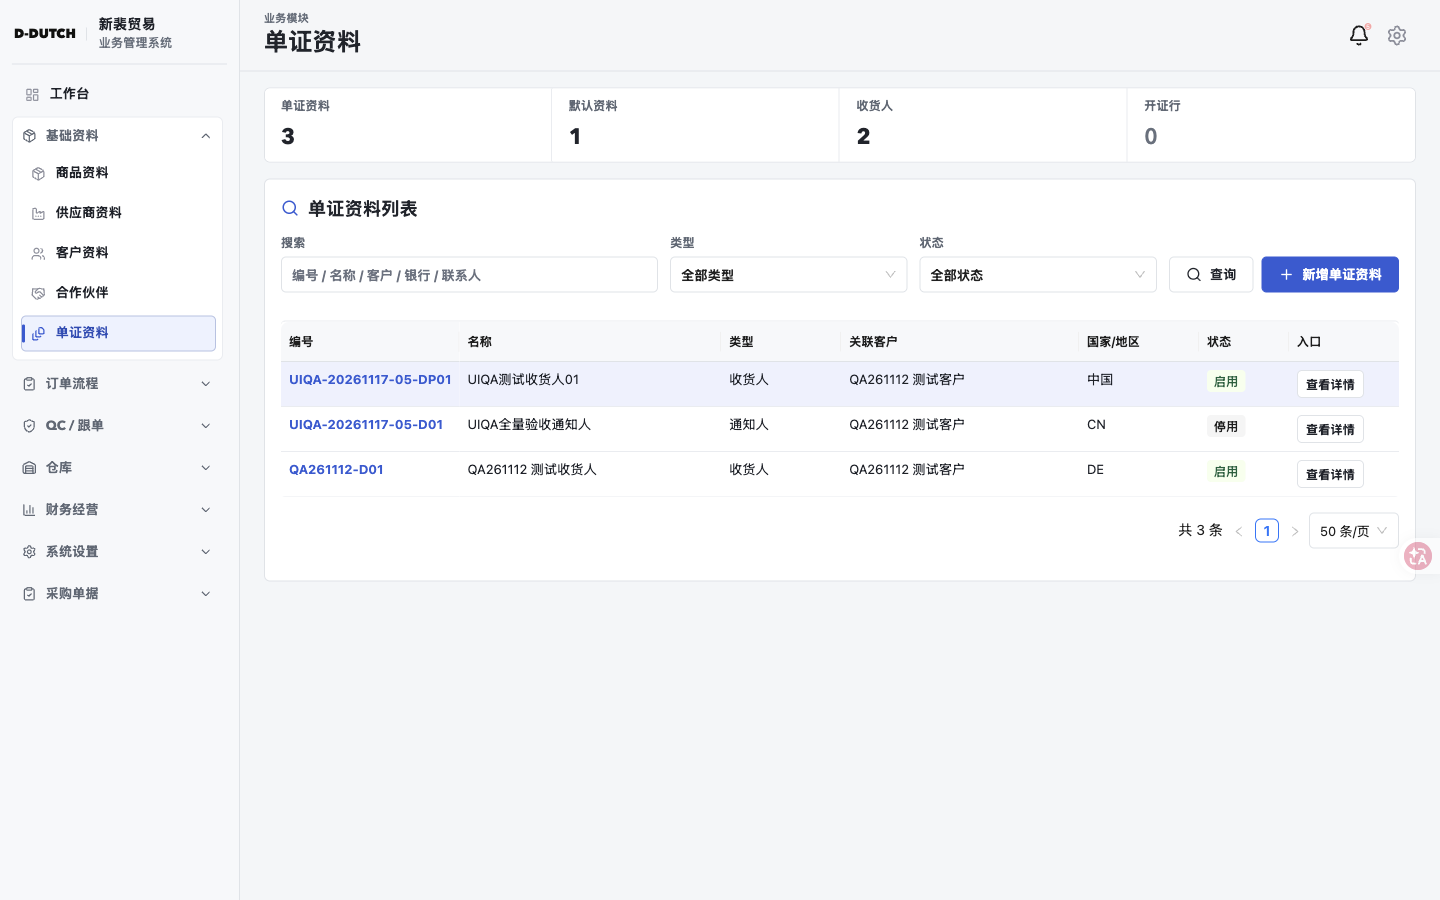 D-DUTCH
新裴贸易
业务管理系统
工作台
基础资料
商品资料
供应商资料
客户资料
合作伙伴
单证资料
订单流程
QC / 跟单
仓库
财务经营
系统设置
采购单据
业务模块
单证资料
单证资料
3
默认资料
1
收货人
2
开证行
0
单证资料列表
搜索
编号 / 名称 / 客户 / 银行 / 联系人
类型
全部类型
状态
全部状态
查询
新增单证资料
编号 名称 类型 关联客户 国家/地区 状态 入口
UIQA-20261117-05-DP01 UIQA测试收货人01 收货人 QA261112 测试客户 中国 启用 查看详情
UIQA-20261117-05-D01 UIQA全量验收通知人 通知人 QA261112 测试客户 CN 停用 查看详情
QA261112-D01 QA261112 测试收货人 收货人 QA261112 测试客户 DE 启用 查看详情
共 3 条 1 50 条/页